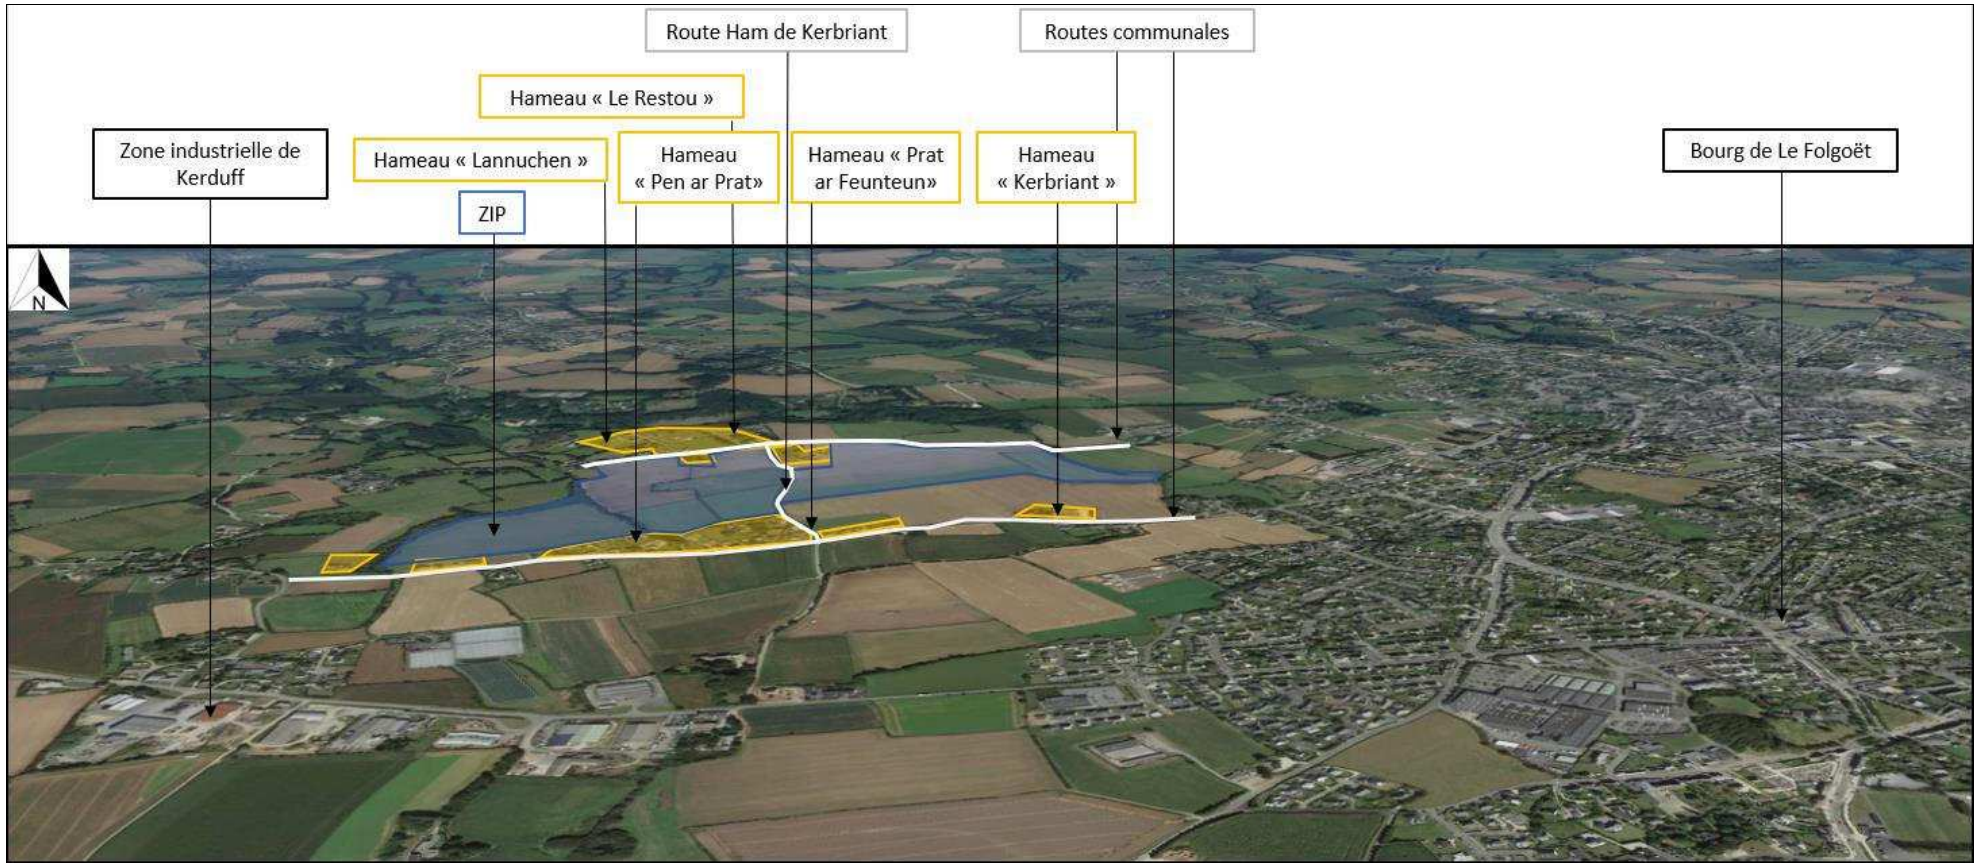 Route Ham de Kerbriant
Routes communales
Hameau « Le Restou »
Zone industrielle de
Kerduff
Hameau « Lannuchen »
Hameau
« Pen ar Prat»
Hameau « Prat
ar Feunteun»
Hameau
« Kerbriant »
Bourg de Le Folgoët
ZIP
N